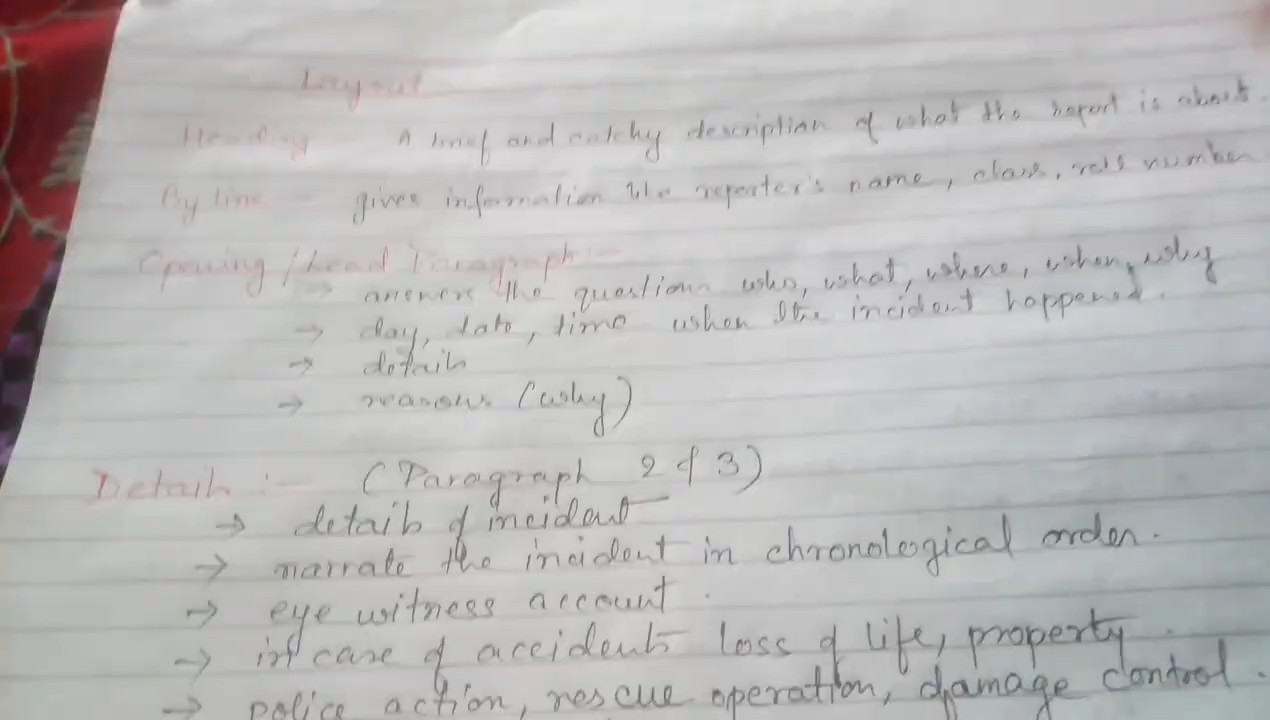 Layout
Heading A brief and catchy description of what the report is about.
By line - gives information like reporter's name, class, roll number
Opening / Lead Paragraph :-
→ answers the questions who, what, where, when, why
→ day, date, time when the incident happened.
→ details
→ reasons (why)
Details :- (Paragraph 2 & 3)
→ details of incident
→ narrate the incident in chronological order.
→ eye witness account.
→ in case of accidents loss of life, property.
→ police action, rescue operation, damage control.